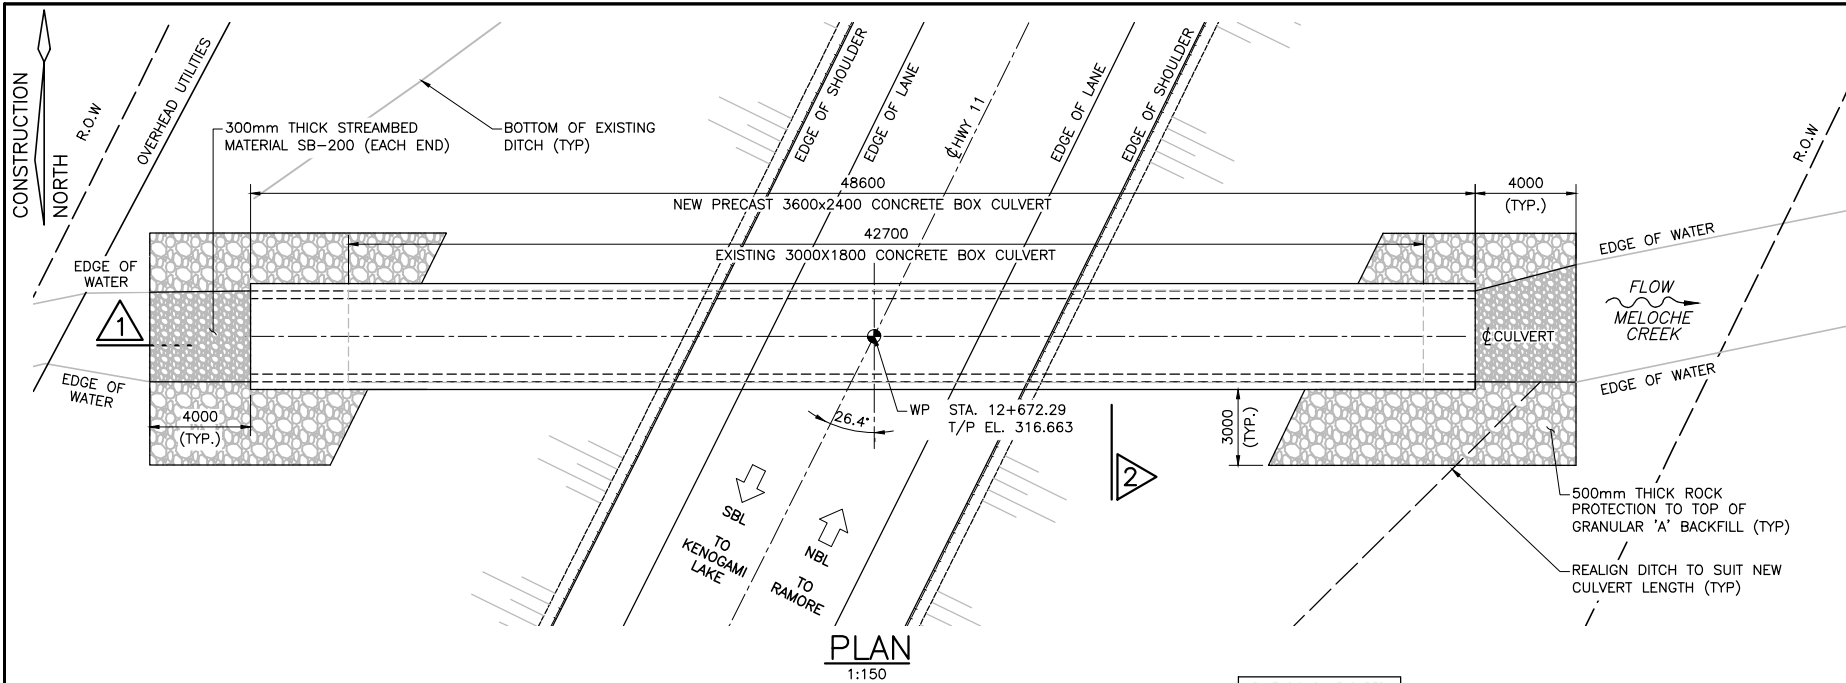 CONSTRUCTION
NORTH
R.O.W
OVERHEAD UTILITIES
300mm THICK STREAMBED
MATERIAL SB-200 (EACH END)
BOTTOM OF EXISTING
DITCH (TYP)
EDGE OF SHOULDER
EDGE OF LANE
℄ HWY 11
EDGE OF LANE
EDGE OF SHOULDER
R.O.W
48600
NEW PRECAST 3600x2400 CONCRETE BOX CULVERT
4000
(TYP.)
42700
EXISTING 3000X1800 CONCRETE BOX CULVERT
EDGE OF
WATER
EDGE OF WATER
1
FLOW
MELOCHE
CREEK
℄ CULVERT
EDGE OF
WATER
EDGE OF WATER
4000
(TYP.)
26.4°
WP STA. 12+672.29
T/P EL. 316.663
3000
(TYP.)
2
SBL
TO
KENOGAMI
LAKE
NBL
TO
RAMORE
500mm THICK ROCK
PROTECTION TO TOP OF
GRANULAR 'A' BACKFILL (TYP)
REALIGN DITCH TO SUIT NEW
CULVERT LENGTH (TYP)
PLAN
1:150